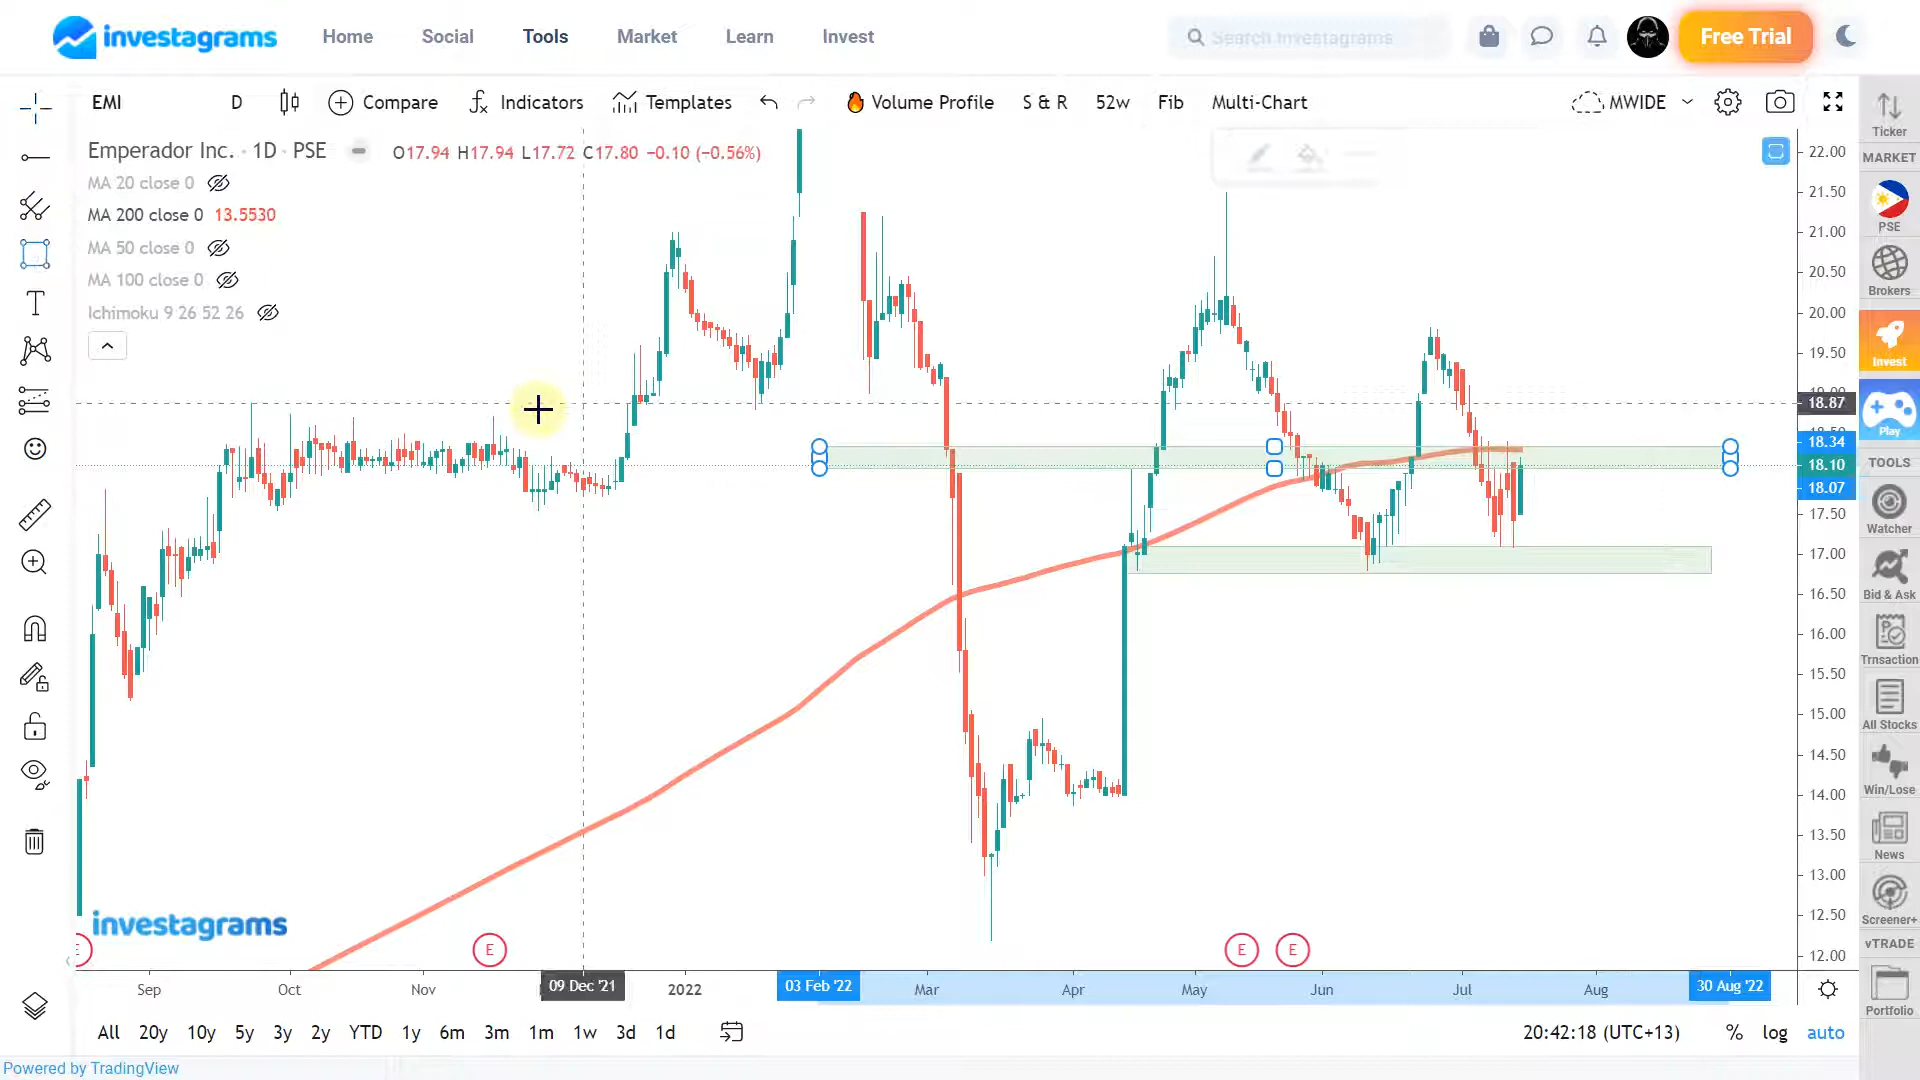 investagrams Home Social Tools Market Learn Invest Search Investagrams Free Trial
EMI D Compare Indicators Templates Volume Profile S & R 52w Fib Multi-Chart MWIDE
Emperador Inc. · 1D · PSE O17.94 H17.94 L17.72 C17.80 −0.10 (−0.56%)
MA 20 close 0
MA 200 close 0 13.5530
MA 50 close 0
MA 100 close 0
Ichimoku 9 26 52 26
22.00
21.50
21.00
20.50
20.00
19.50
18.87
18.34
18.10
18.07
17.50
17.00
16.50
16.00
15.50
15.00
14.50
14.00
13.50
13.00
12.50
12.00
Ticker
MARKET
PSE
Brokers
Invest
Play
TOOLS
Watcher
Bid & Ask
Trnsaction
All Stocks
Win/Lose
News
Screener+
vTRADE
Portfolio
investagrams
E E E E
Sep Oct Nov 09 Dec '21 2022 03 Feb '22 Mar Apr May Jun Jul Aug 30 Aug '22
All 20y 10y 5y 3y 2y YTD 1y 6m 3m 1m 1w 3d 1d 20:42:18 (UTC+13) % log auto
Powered by TradingView